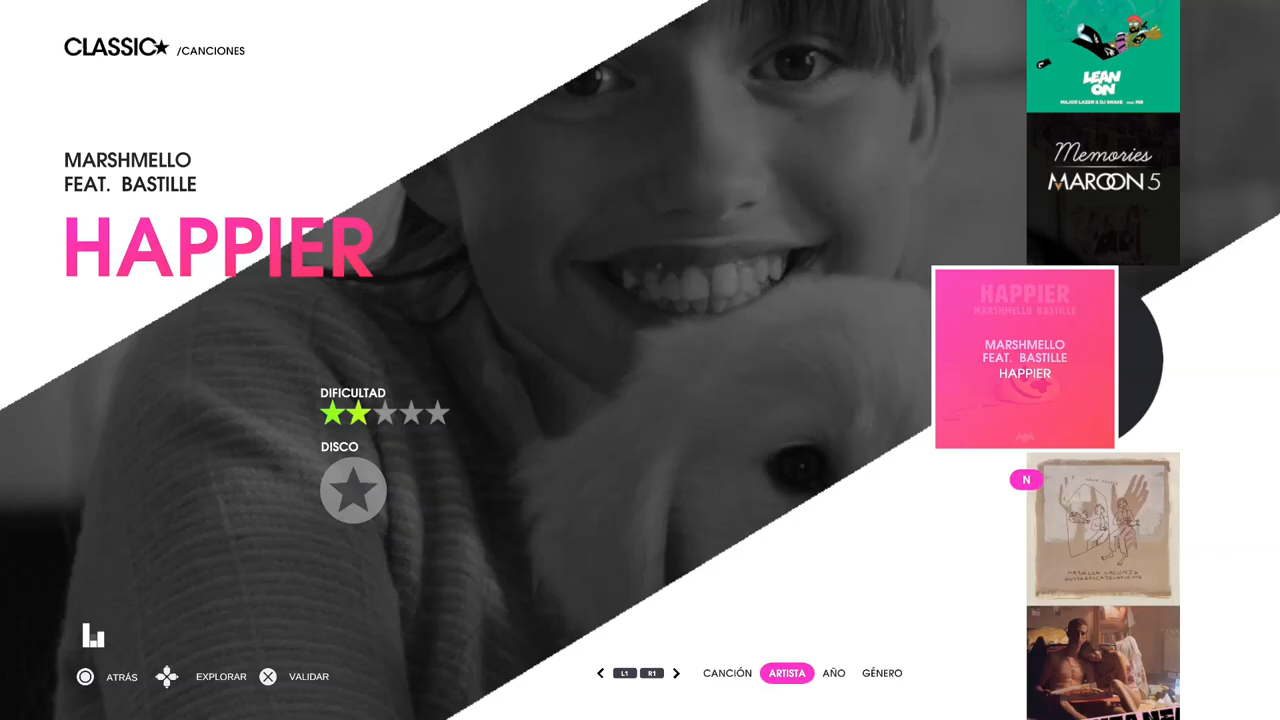 CLASSIC★ /CANCIONES
MARSHMELLO
FEAT. BASTILLE
HAPPIER
DIFICULTAD
DISCO
ATRÁS
EXPLORAR
VALIDAR
L1 R1
CANCIÓN
ARTISTA
AÑO
GÉNERO
LEAN
ON
MAJOR LAZER X DJ SNAKE
Memories
MAROON 5
HAPPIER
MARSHMELLO BASTILLE
MARSHMELLO
FEAT. BASTILLE
HAPPIER
N